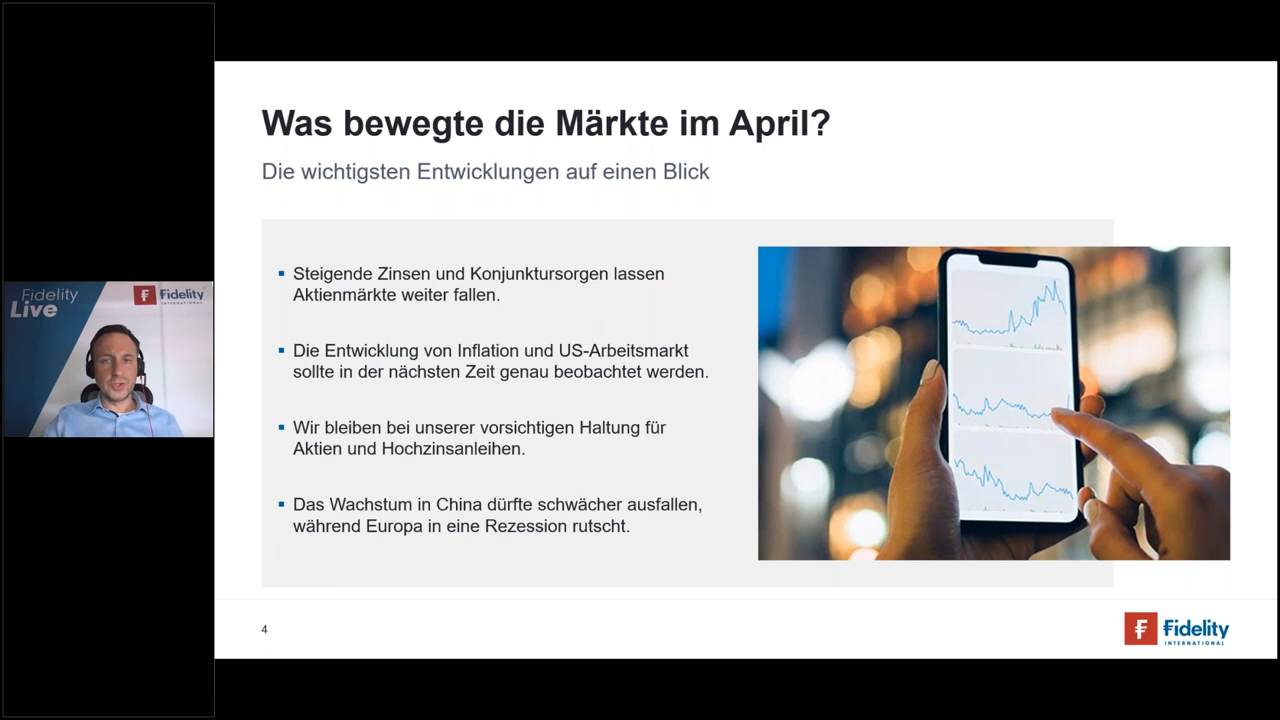 Was bewegte die Märkte im April?
Die wichtigsten Entwicklungen auf einen Blick
Fidelity
Live
Fidelity
INTERNATIONAL
▪ Steigende Zinsen und Konjunktursorgen lassen
Aktienmärkte weiter fallen.
▪ Die Entwicklung von Inflation und US-Arbeitsmarkt
sollte in der nächsten Zeit genau beobachtet werden.
▪ Wir bleiben bei unserer vorsichtigen Haltung für
Aktien und Hochzinsanleihen.
▪ Das Wachstum in China dürfte schwächer ausfallen,
während Europa in eine Rezession rutscht.
4
Fidelity
INTERNATIONAL